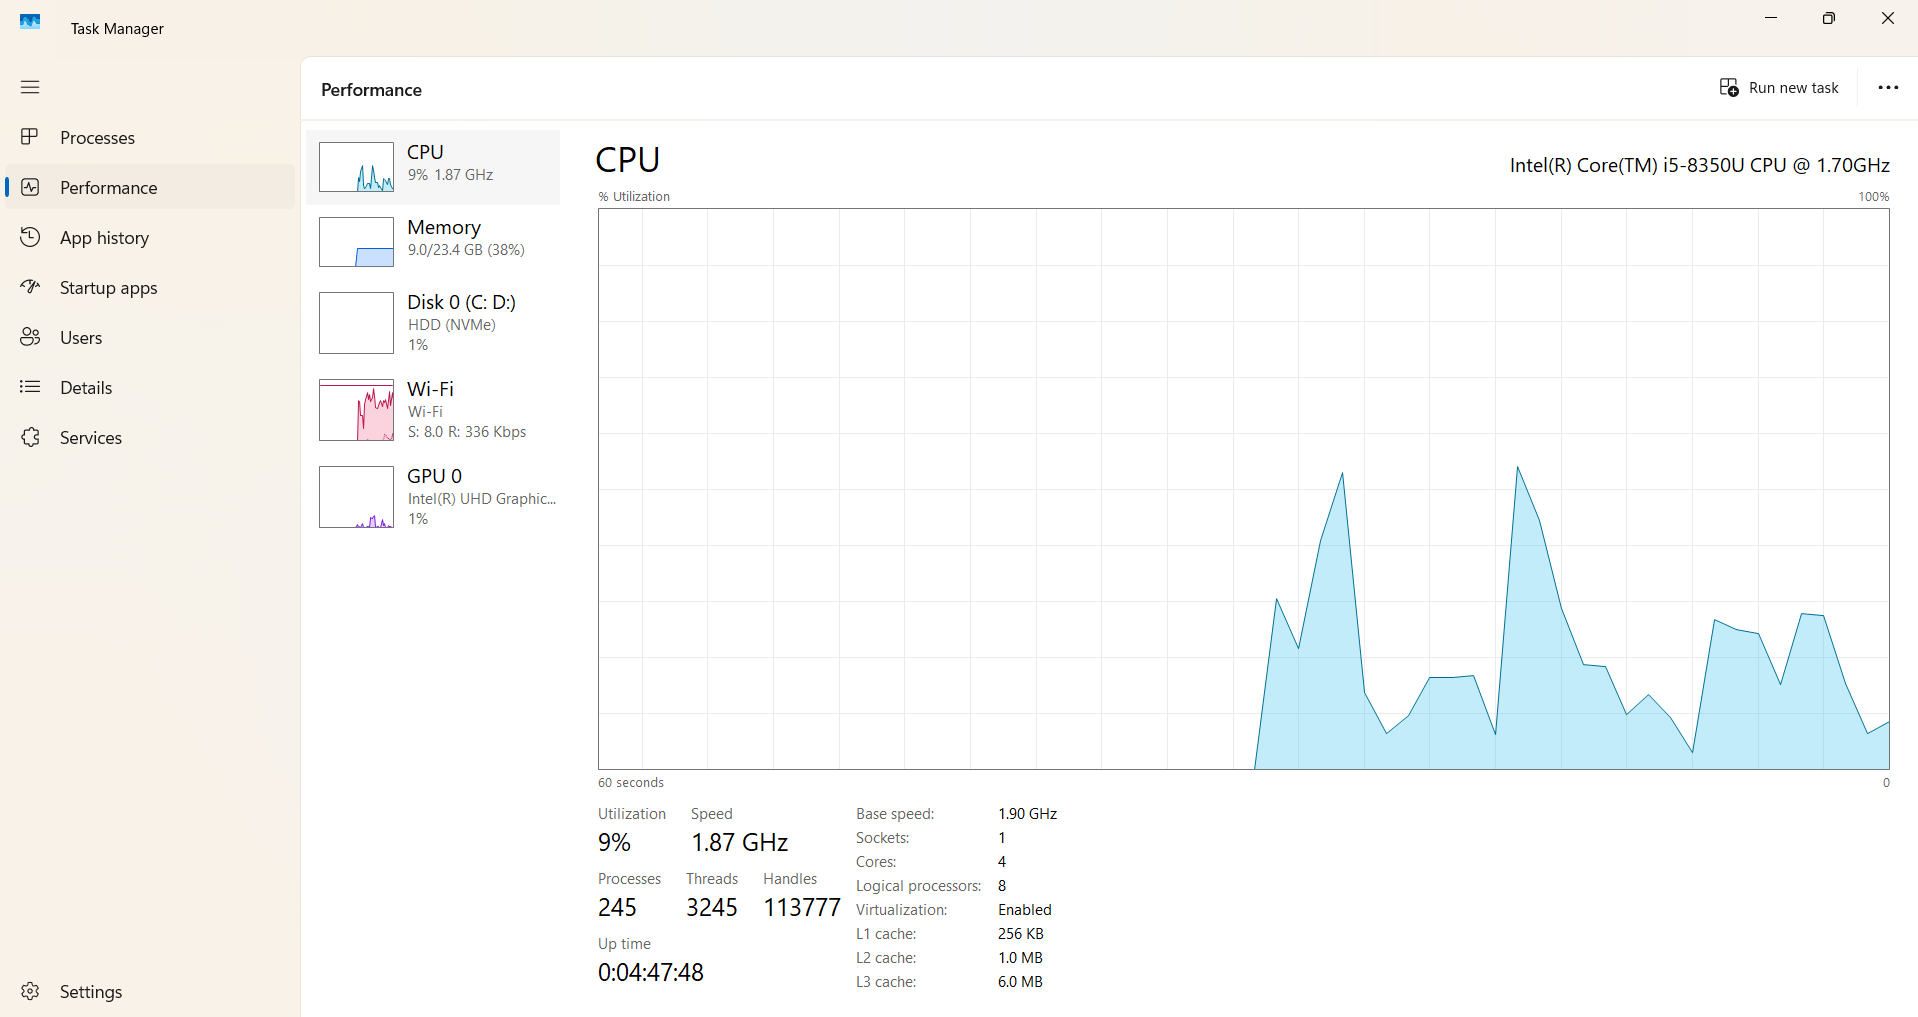 Task Manager
Performance
Run new task
Processes
Performance
App history
Startup apps
Users
Details
Services
Settings
CPU
9% 1.87 GHz
Memory
9.0/23.4 GB (38%)
Disk 0 (C: D:)
HDD (NVMe)
1%
Wi-Fi
Wi-Fi
S: 8.0 R: 336 Kbps
GPU 0
Intel(R) UHD Graphic...
1%
CPU
Intel(R) Core(TM) i5-8350U CPU @ 1.70GHz
% Utilization
100%
60 seconds
0
Utilization
Speed
9%
1.87 GHz
Processes
Threads
Handles
245
3245
113777
Up time
0:04:47:48
Base speed: 1.90 GHz
Sockets: 1
Cores: 4
Logical processors: 8
Virtualization: Enabled
L1 cache: 256 KB
L2 cache: 1.0 MB
L3 cache: 6.0 MB